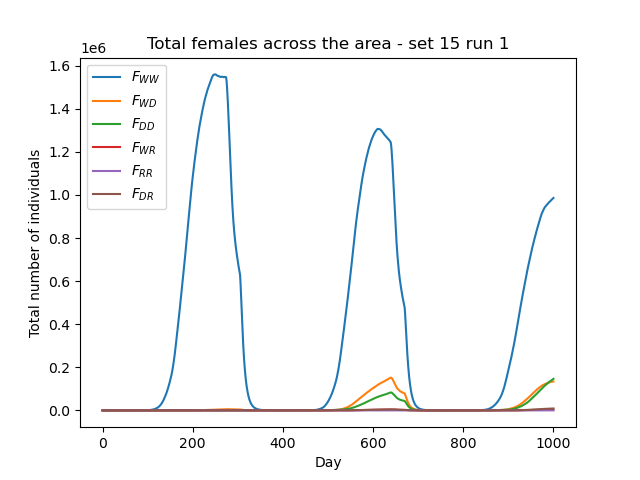 Total females across the area - set 15 run 1
1e6
1.6
1.4
1.2
1.0
0.8
0.6
0.4
0.2
0.0
Total number of individuals
F_WW
F_WD
F_DD
F_WR
F_RR
F_DR
0 200 400 600 800 1000
Day